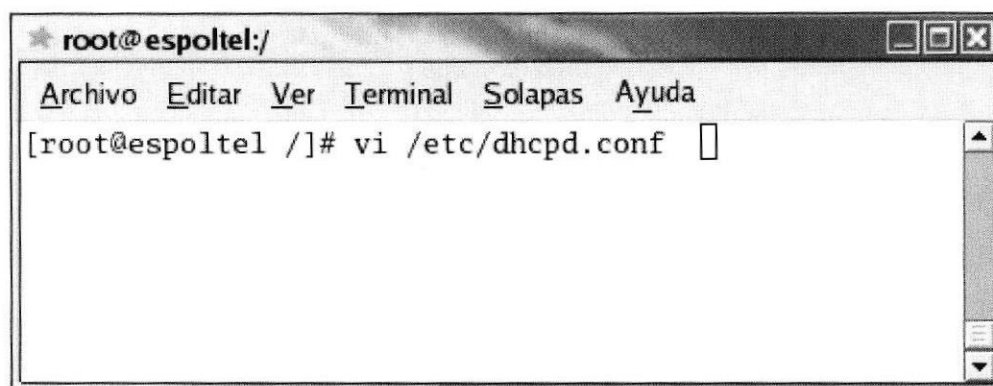 root@espoltel:/
Archivo Editar Ver Terminal Solapas Ayuda
[root@espoltel /]# vi /etc/dhcpd.conf